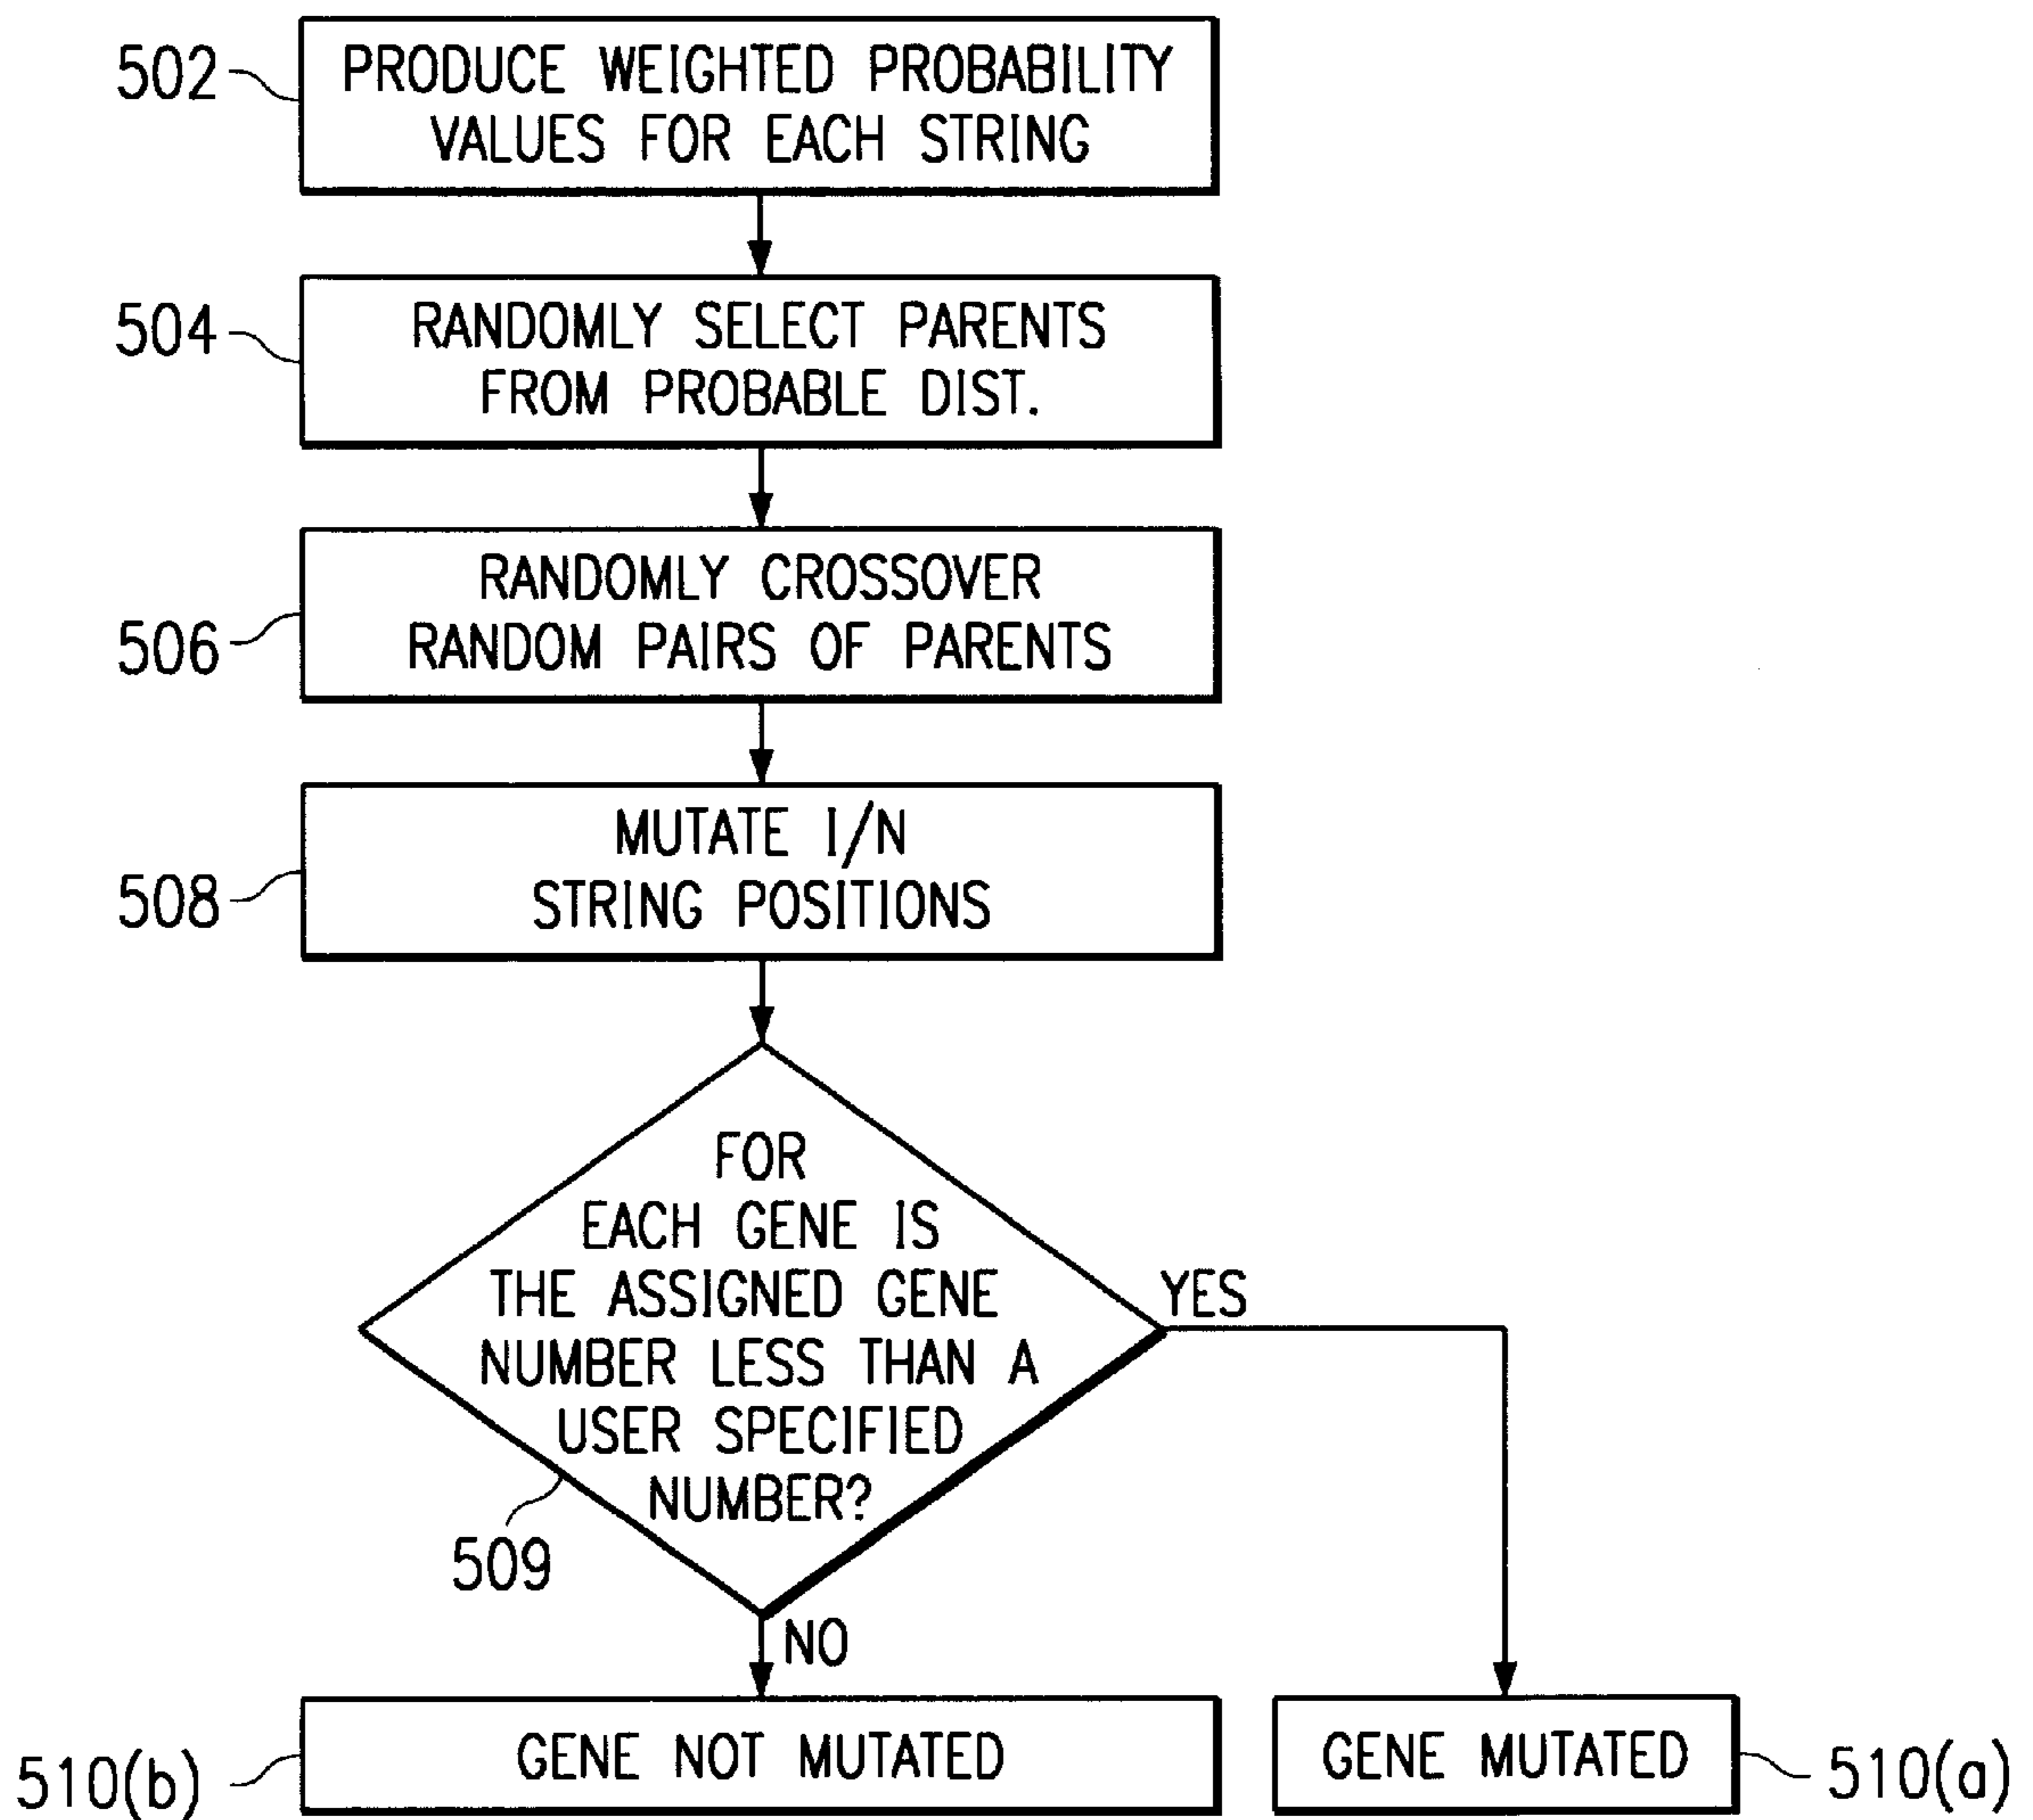 502
PRODUCE WEIGHTED PROBABILITY
VALUES FOR EACH STRING
504
RANDOMLY SELECT PARENTS
FROM PROBABLE DIST.
506
RANDOMLY CROSSOVER
RANDOM PAIRS OF PARENTS
508
MUTATE I/N
STRING POSITIONS
FOR
EACH GENE IS
THE ASSIGNED GENE
NUMBER LESS THAN A
USER SPECIFIED
NUMBER?
YES
509
NO
510(b)
GENE NOT MUTATED
GENE MUTATED
510(a)